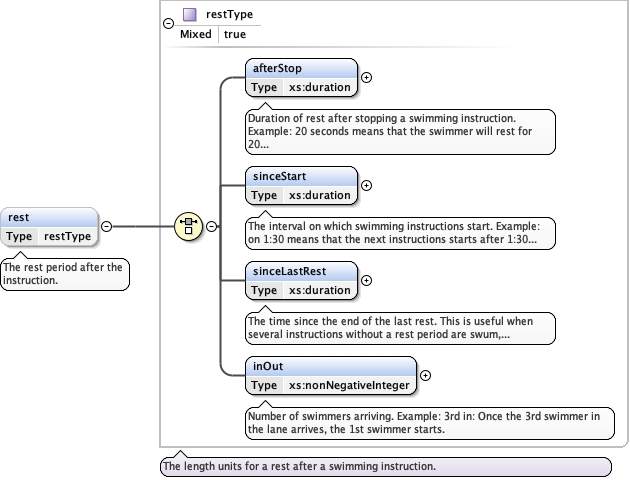 restType
Mixed true
afterStop
Type xs:duration
Duration of rest after stopping a swimming instruction.
Example: 20 seconds means that the swimmer will rest for
20...
sinceStart
Type xs:duration
The interval on which swimming instructions start. Example:
on 1:30 means that the next instructions starts after 1:30...
rest
Type restType
The rest period after the
instruction.
sinceLastRest
Type xs:duration
The time since the end of the last rest. This is useful when
several instructions without a rest period are swum,...
inOut
Type xs:nonNegativeInteger
Number of swimmers arriving. Example: 3rd in: Once the 3rd swimmer in
the lane arrives, the 1st swimmer starts.
The length units for a rest after a swimming instruction.